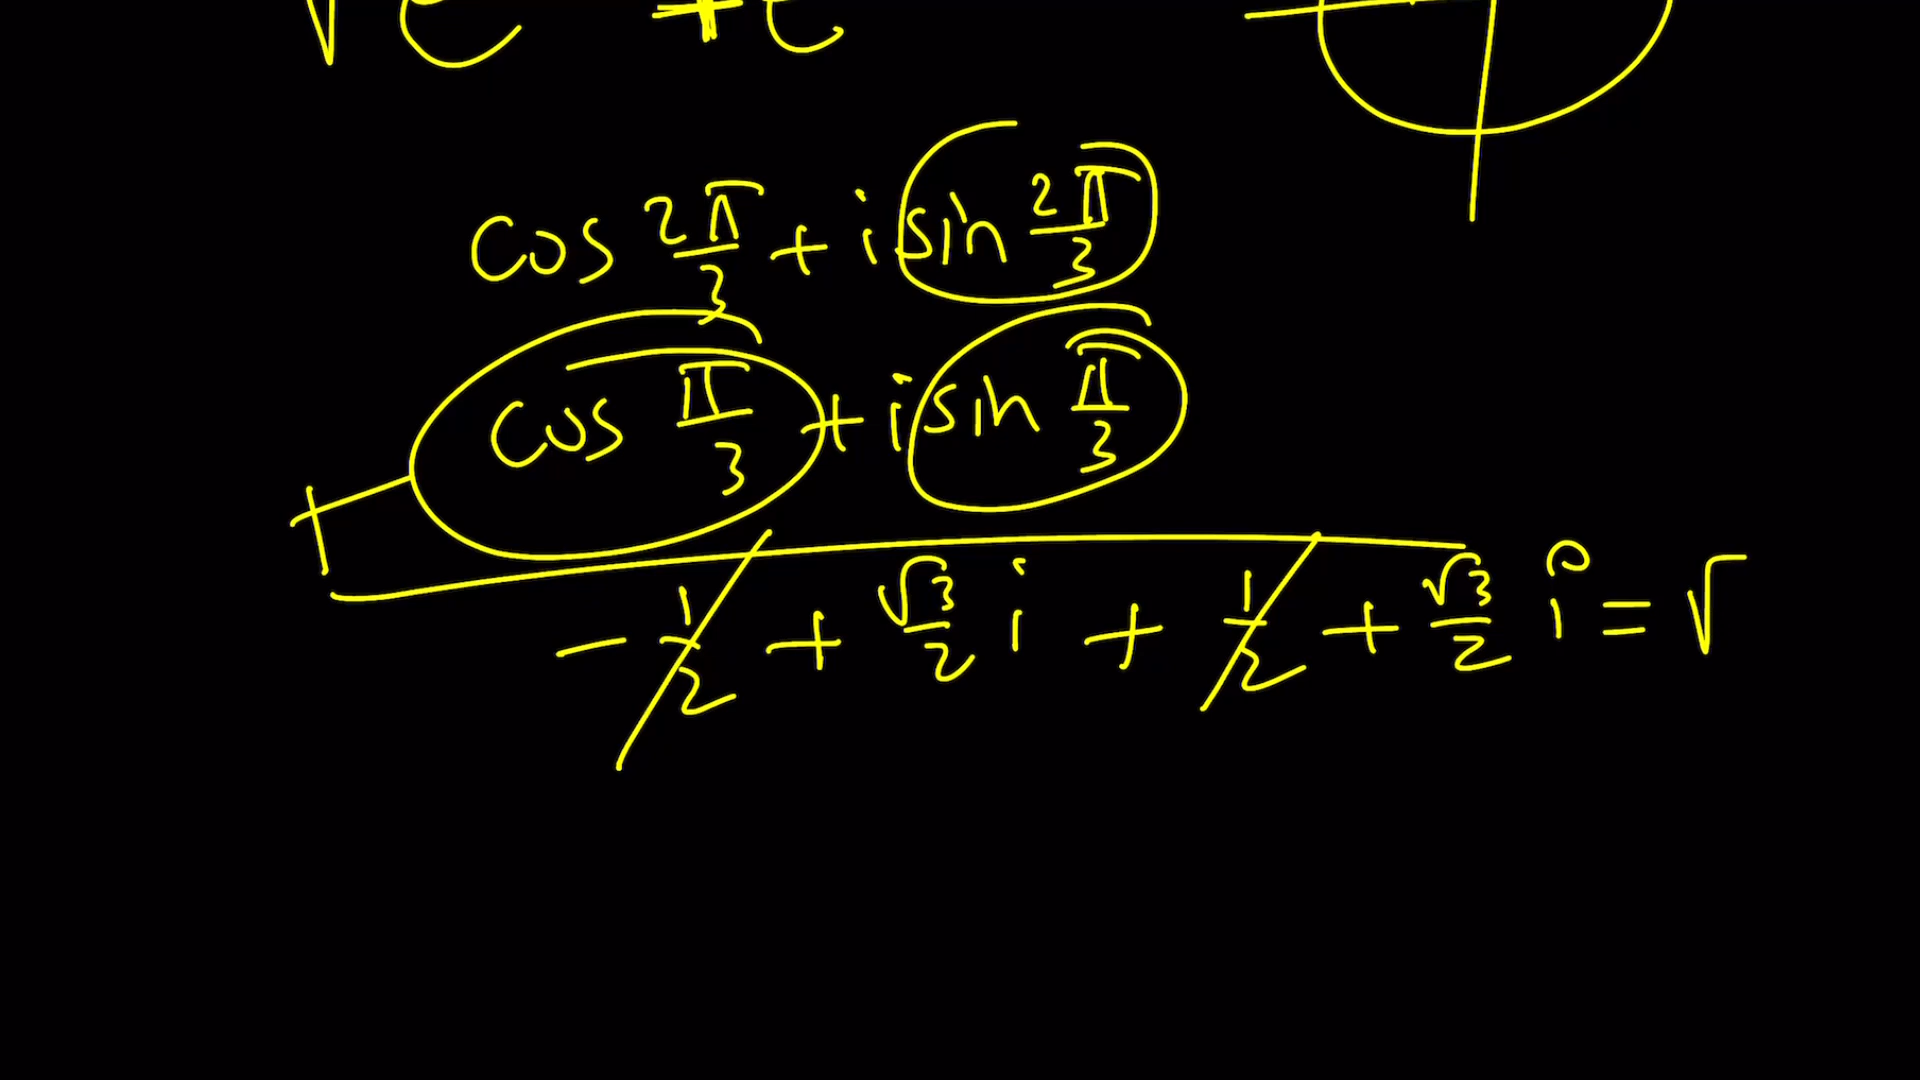 √e + e
cos 2π/3 + i sin 2π/3
cos π/3 + i sin π/3
+
- 1/2 + √3/2 i + 1/2 + √3/2 i = √